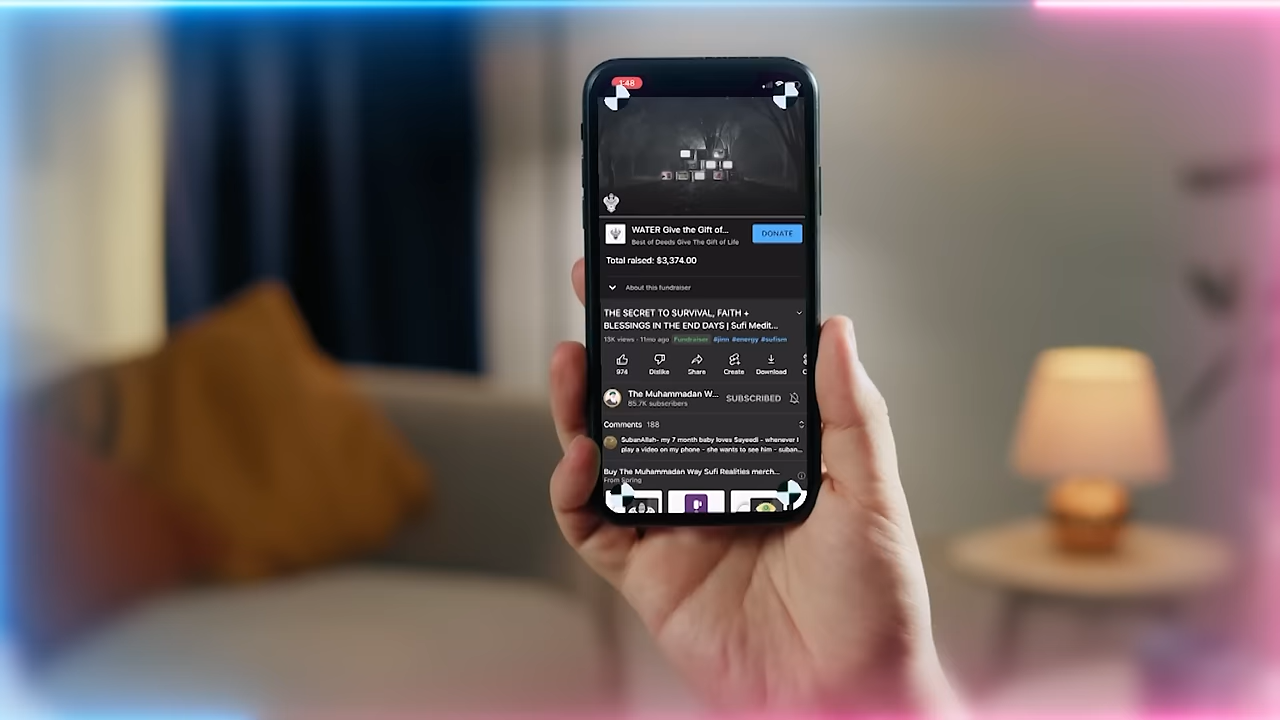 1:48
WATER Give the Gift of...
Best of Deeds Give The Gift of Life
DONATE
Total raised: $3,374.00
About this fundraiser
THE SECRET TO SURVIVAL, FAITH +
BLESSINGS IN THE END DAYS | Sufi Medit...
13K views · 11mo ago Fundraiser #jinn #energy #sufism
974 Dislike Share Create Download
The Muhammadan W... SUBSCRIBED
85.7K subscribers
Comments 188
SubanAllah- my 7 month baby loves Sayeedi - whenever I
play a video on my phone - she wants to see him - suban...
Buy The Muhammadan Way Sufi Realities merch...
From Spring